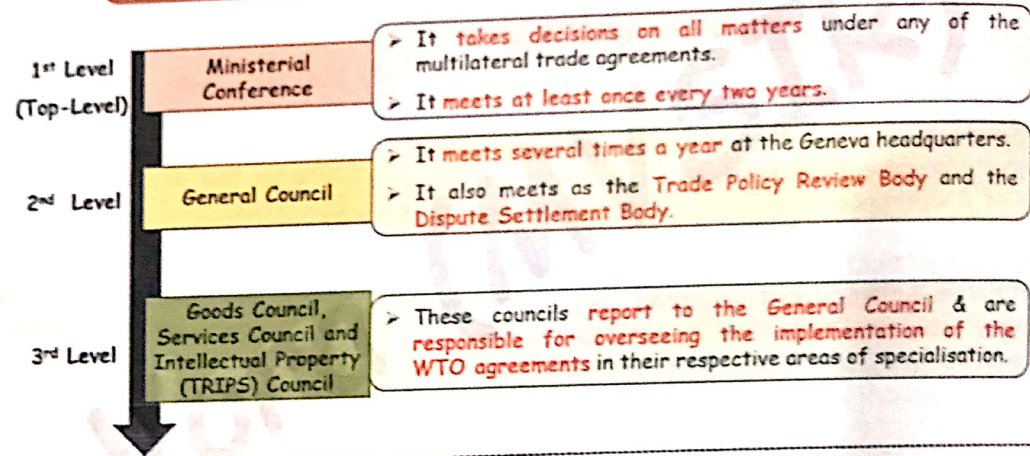 1st Level
(Top-Level)
Ministerial
Conference
➢ It takes decisions on all matters under any of the
multilateral trade agreements.
➢ It meets at least once every two years.
2nd Level
General Council
➢ It meets several times a year at the Geneva headquarters.
➢ It also meets as the Trade Policy Review Body and the
Dispute Settlement Body.
3rd Level
Goods Council,
Services Council and
Intellectual Property
(TRIPS) Council
➢ These councils report to the General Council & are
responsible for overseeing the implementation of the
WTO agreements in their respective areas of specialisation.